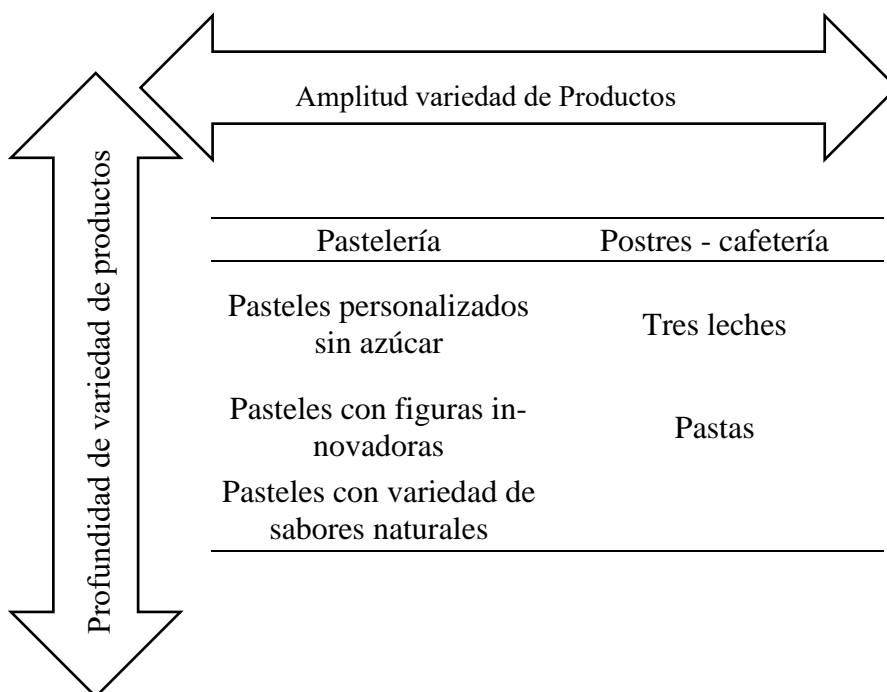 Amplitud variedad de Productos
Profundidad de variedad de productos
Pastelería
Postres - cafetería
Pasteles personalizados
sin azúcar
Tres leches
Pasteles con figuras in-
novadoras
Pastas
Pasteles con variedad de
sabores naturales